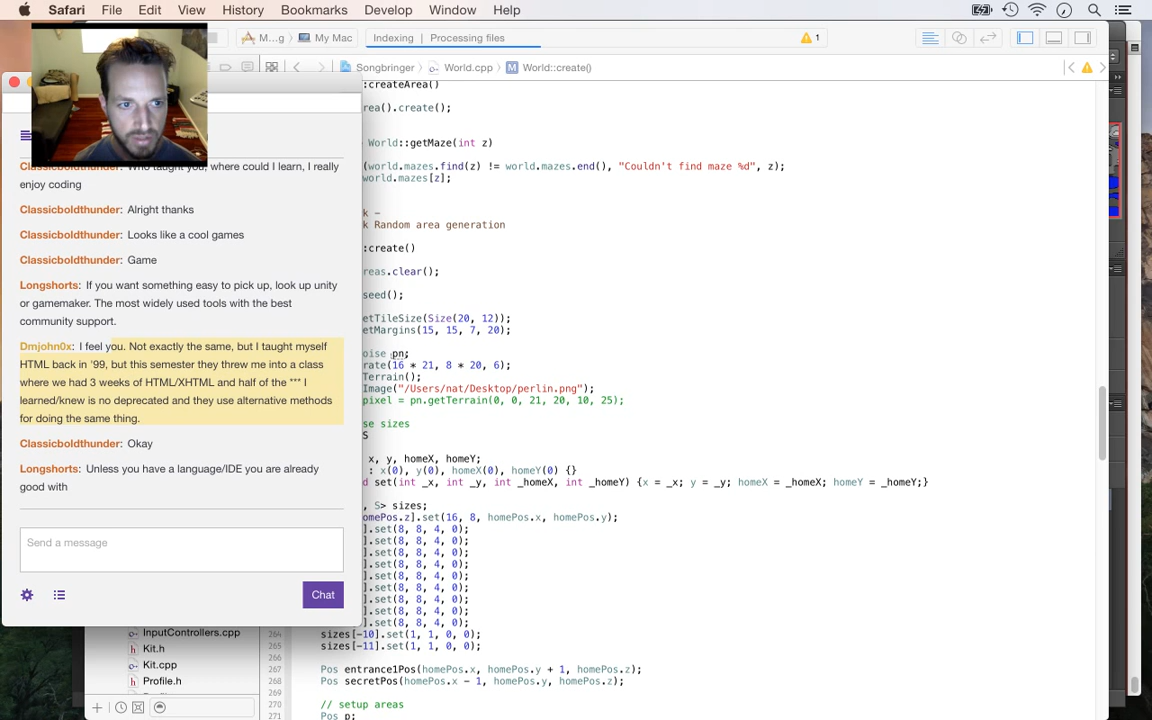 Safari File Edit View History Bookmarks Develop Window Help
M...g My Mac Indexing | Processing files 1
Songbringer World.cpp M World::create()
::createArea()
area().create();
World::getMaze(int z)
(world.mazes.find(z) != world.mazes.end(), "Couldn't find maze %d", z);
world.mazes[z];
k –
k Random area generation
::create()
reas.clear();
seed();
etTileSize(Size(20, 12));
etMargins(15, 15, 7, 20);
oise pn;
rate(16 * 21, 8 * 20, 6);
Terrain();
Image("/Users/nat/Desktop/perlin.png");
pixel = pn.getTerrain(0, 0, 21, 20, 10, 25);
se sizes
S
x, y, homeX, homeY;
: x(0), y(0), homeX(0), homeY(0) {}
d set(int _x, int _y, int _homeX, int _homeY) {x = _x; y = _y; homeX = _homeX; homeY = _homeY;}
, S> sizes;
omePos.z].set(16, 8, homePos.x, homePos.y);
].set(8, 8, 4, 0);
].set(8, 8, 4, 0);
].set(8, 8, 4, 0);
].set(8, 8, 4, 0);
].set(8, 8, 4, 0);
].set(8, 8, 4, 0);
].set(8, 8, 4, 0);
].set(8, 8, 4, 0);
].set(8, 8, 4, 0);
264 sizes[-10].set(1, 1, 0, 0);
265 sizes[-11].set(1, 1, 0, 0);
266
267 Pos entrance1Pos(homePos.x, homePos.y + 1, homePos.z);
268 Pos secretPos(homePos.x - 1, homePos.y, homePos.z);
269
270 // setup areas
271 Pos p;
Classicboldthunder: Who taught you, where could I learn, I really
enjoy coding
Classicboldthunder: Alright thanks
Classicboldthunder: Looks like a cool games
Classicboldthunder: Game
Longshorts: If you want something easy to pick up, look up unity
or gamemaker. The most widely used tools with the best
community support.
Dmjohn0x: I feel you. Not exactly the same, but I taught myself
HTML back in '99, but this semester they threw me into a class
where we had 3 weeks of HTML/XHTML and half of the *** I
learned/knew is no deprecated and they use alternative methods
for doing the same thing.
Classicboldthunder: Okay
Longshorts: Unless you have a language/IDE you are already
good with
Send a message
Chat
InputControllers.cpp
Kit.h
Kit.cpp
Profile.h